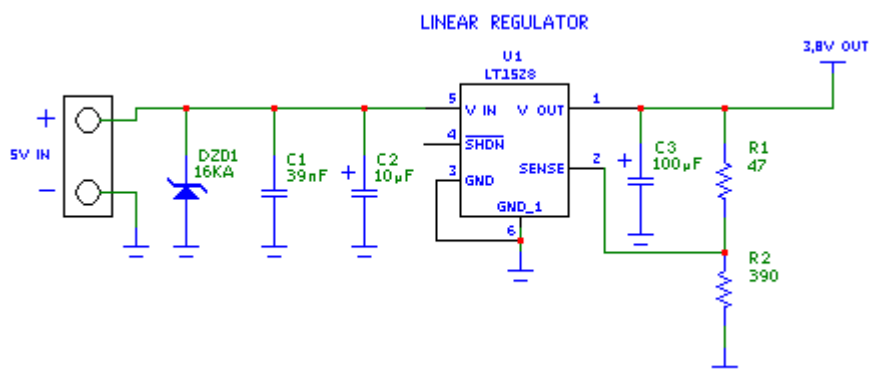 LINEAR REGULATOR
3,8V OUT
U1
LT1528
5
V IN
V OUT
1
+
5V IN
-
DZD1
16KA
C1
39nF
+
C2
10µF
4
SHDN
3
GND
SENSE
2
GND_1
6
+
C3
100µF
R1
47
R2
390